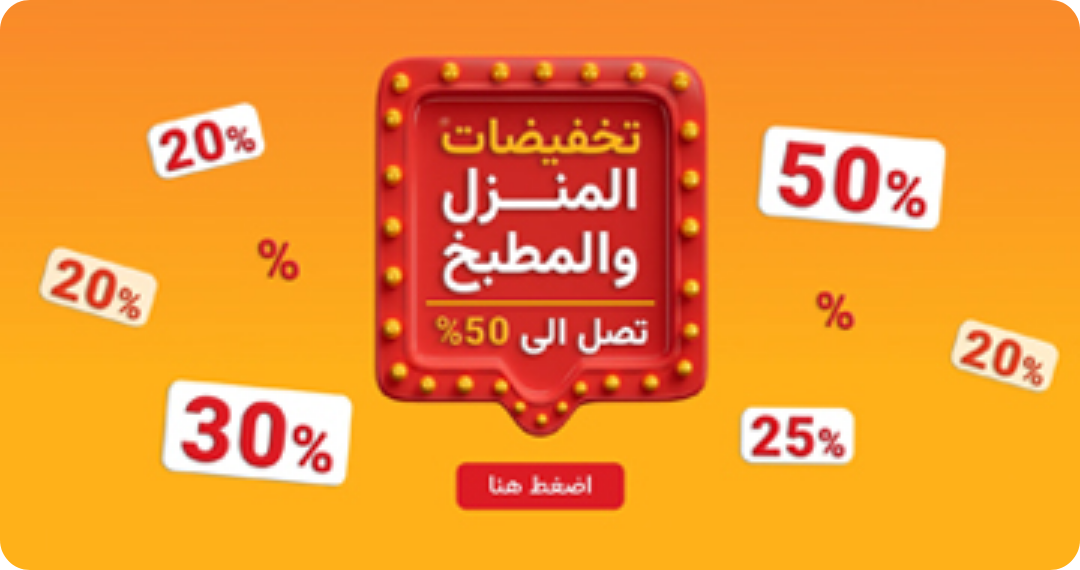 تخفيضات
المنـــزل
والمطبخ
تصل الى 50%
20%
50%
%
20%
%
20%
30%
25%
اضغط هنا